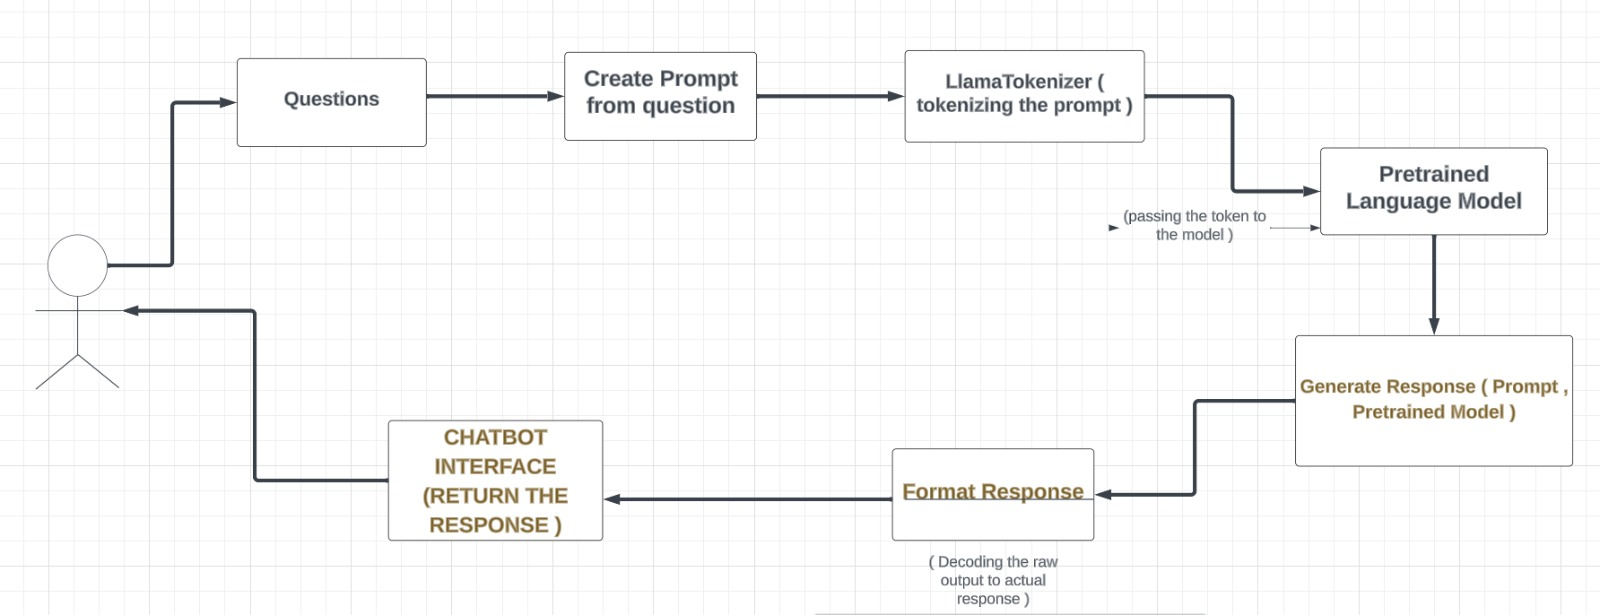 Questions
Create Prompt
from question
LlamaTokenizer (
tokenizing the prompt )
Pretrained
Language Model
(passing the token to
the model )
Generate Response ( Prompt ,
Pretrained Model )
Format Response
( Decoding the raw
output to actual
response )
CHATBOT
INTERFACE
(RETURN THE
RESPONSE )